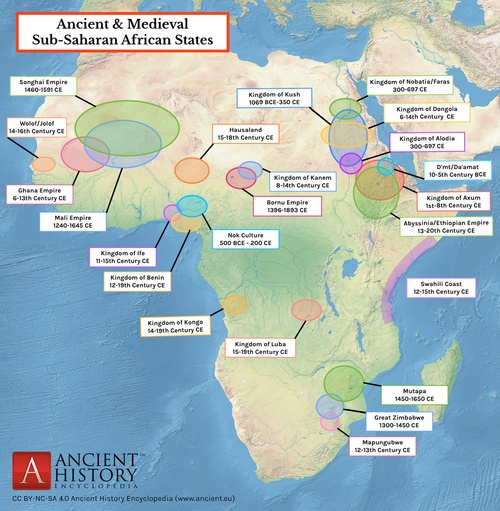 Ancient & Medieval
Sub-Saharan African States
Songhai Empire
1460-1591 CE
Wolof/Jolof
14-16th Century CE
Ghana Empire
6-13th Century CE
Mali Empire
1240-1645 CE
Hausaland
15-18th Century CE
Kingdom of Kush
1069 BCE-350 CE
Kingdom of Nobatia/Faras
300-697 CE
Kingdom of Dongola
6-14th Century CE
Kingdom of Alodia
300-697 CE
D'mt/Da'amat
10-5th Century BCE
Kingdom of Kanem
8-14th Century CE
Kingdom of Axum
1st-8th Century CE
Bornu Empire
1396-1893 CE
Abyssinia/Ethiopian Empire
13-20th Century CE
Nok Culture
500 BCE - 200 CE
Kingdom of Ife
11-15th Century CE
Kingdom of Benin
12-19th Century CE
Swahili Coast
12-15th Century CE
Kingdom of Kongo
14-19th Century CE
Kingdom of Luba
15-19th Century CE
Mutapa
1450-1650 CE
Great Zimbabwe
1300-1450 CE
Mapungubwe
12-13th Century CE
A
ANCIENT™
HISTORY
ENCYCLOPEDIA
CC BY-NC-SA 4.0 Ancient History Encyclopedia (www.ancient.eu)